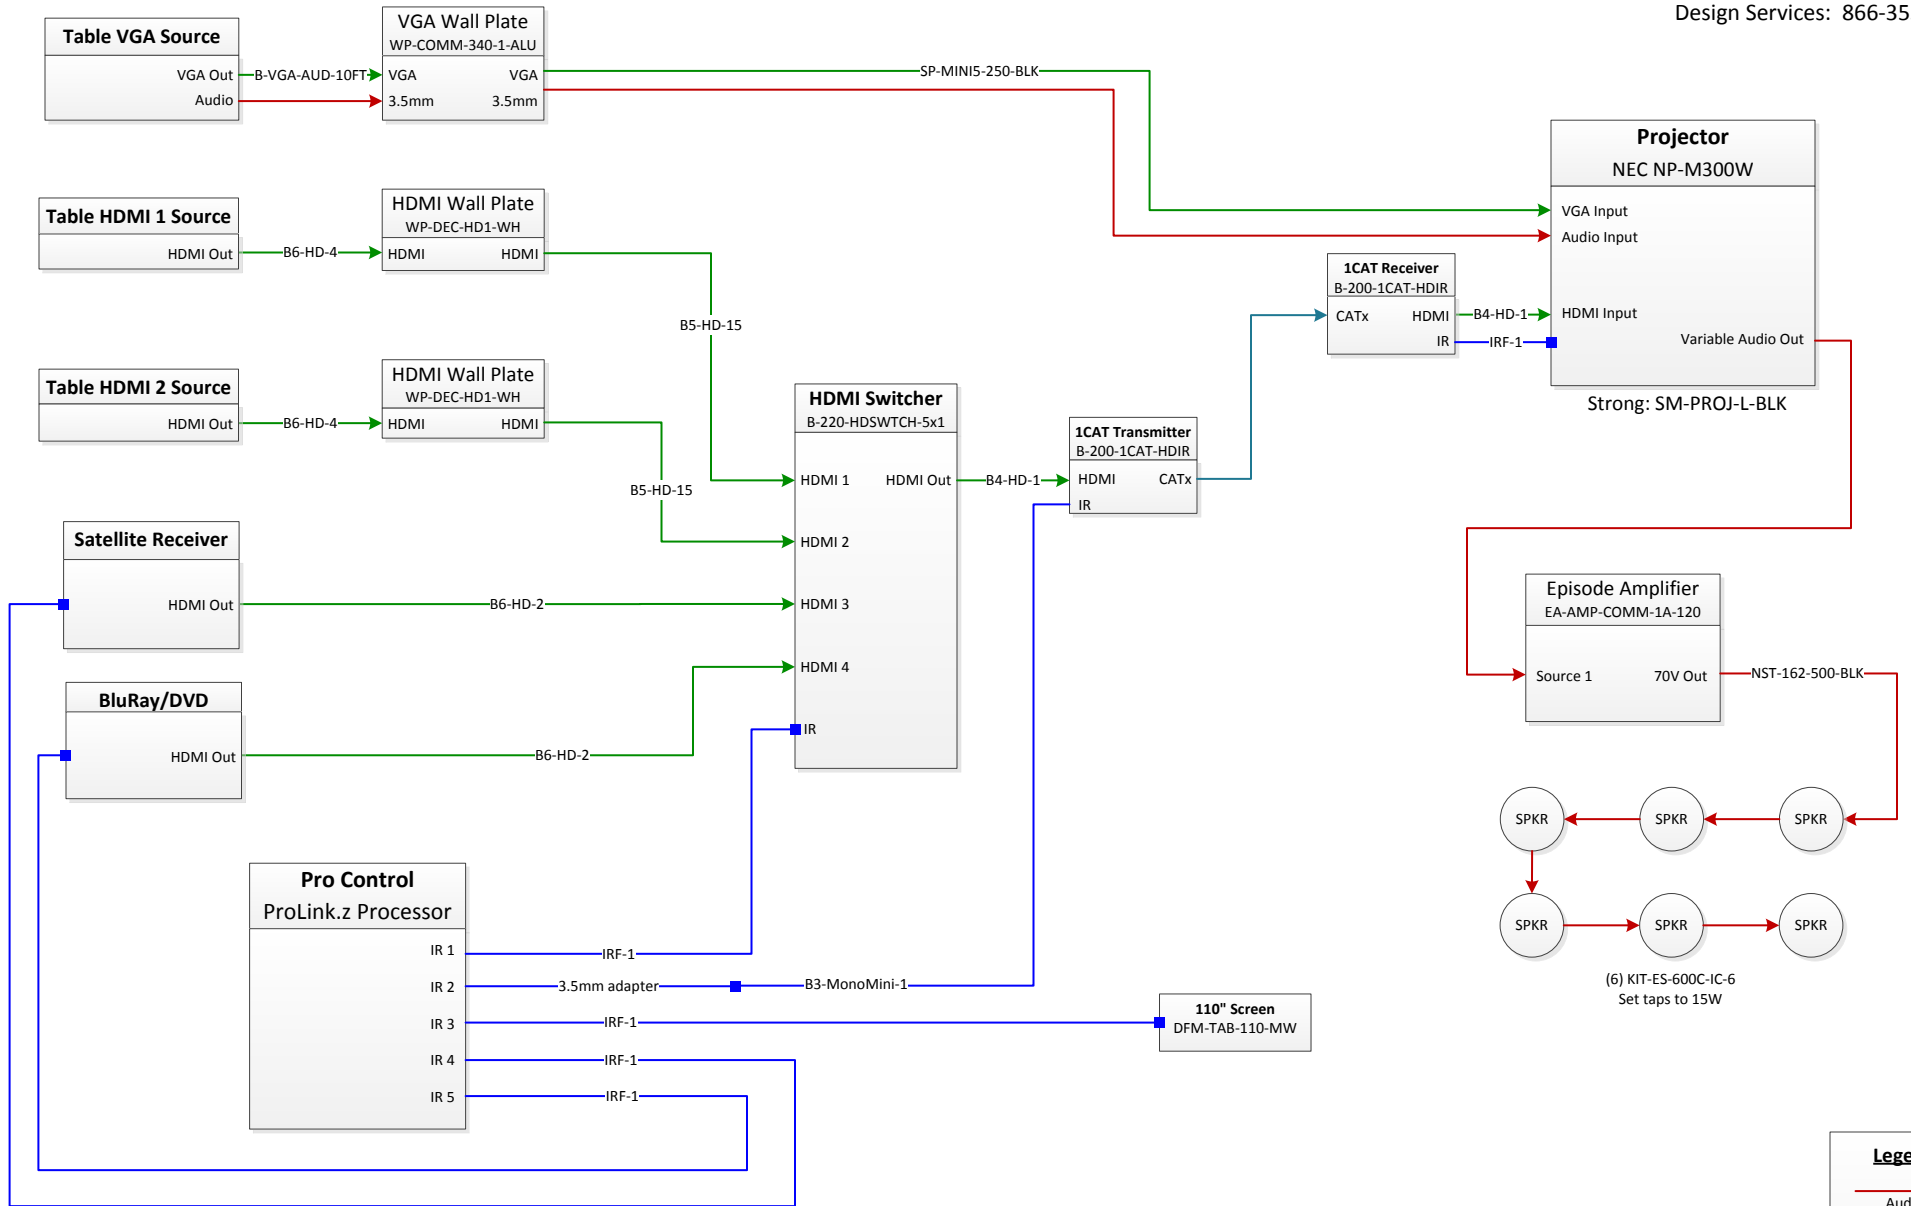 Design Services: 866-35
Table VGA Source
VGA Out
Audio
B-VGA-AUD-10FT
VGA Wall Plate
WP-COMM-340-1-ALU
VGA
VGA
3.5mm
3.5mm
SP-MINI5-250-BLK
Projector
NEC NP-M300W
VGA Input
Audio Input
HDMI Input
Variable Audio Out
Strong: SM-PROJ-L-BLK
Table HDMI 1 Source
HDMI Out
B6-HD-4
HDMI Wall Plate
WP-DEC-HD1-WH
HDMI
HDMI
B5-HD-15
1CAT Receiver
B-200-1CAT-HDIR
CATx
HDMI
IR
B4-HD-1
IRF-1
Table HDMI 2 Source
HDMI Out
B6-HD-4
HDMI Wall Plate
WP-DEC-HD1-WH
HDMI
HDMI
B5-HD-15
HDMI Switcher
B-220-HDSWTCH-5x1
HDMI 1
HDMI Out
HDMI 2
HDMI 3
HDMI 4
IR
B4-HD-1
1CAT Transmitter
B-200-1CAT-HDIR
HDMI
CATx
IR
Satellite Receiver
HDMI Out
B6-HD-2
BluRay/DVD
HDMI Out
B6-HD-2
Episode Amplifier
EA-AMP-COMM-1A-120
Source 1
70V Out
NST-162-500-BLK
SPKR
SPKR
SPKR
SPKR
SPKR
SPKR
(6) KIT-ES-600C-IC-6
Set taps to 15W
Pro Control
ProLink.z Processor
IR 1
IRF-1
IR 2
3.5mm adapter
B3-MonoMini-1
IR 3
IRF-1
IR 4
IRF-1
IR 5
IRF-1
110" Screen
DFM-TAB-110-MW
Lege
Aud